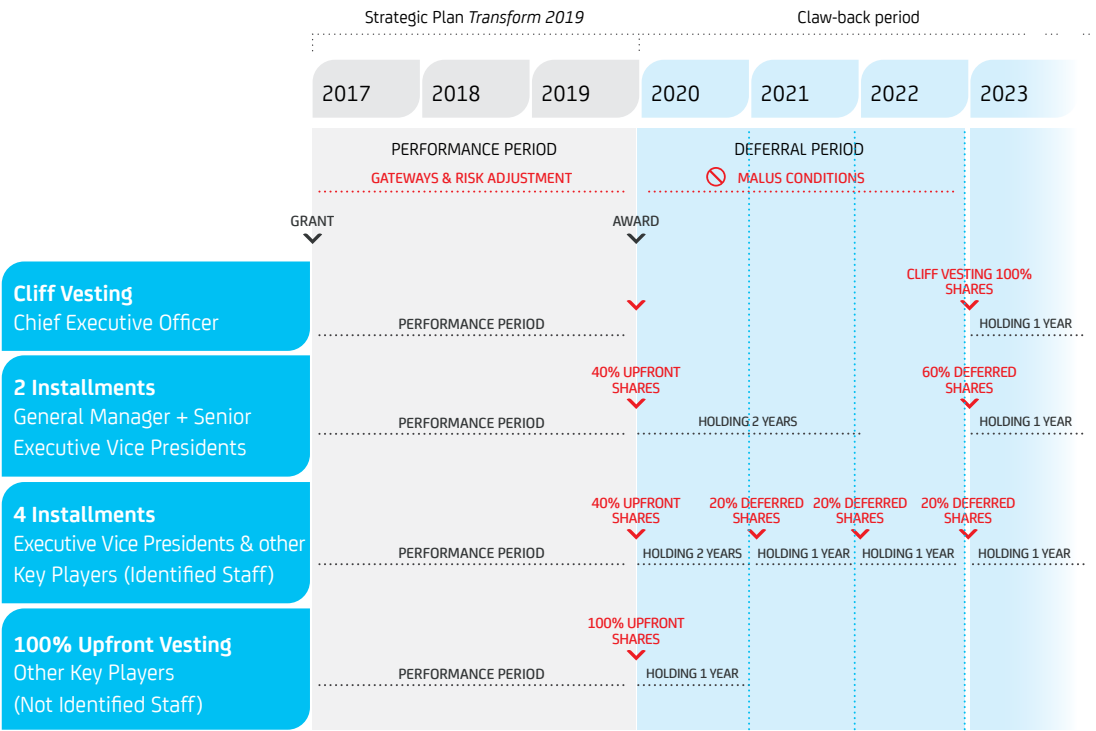 Strategic Plan Transform 2019
Claw-back period
2017
2018
2019
2020
2021
2022
2023
PERFORMANCE PERIOD
DEFERRAL PERIOD
GATEWAYS & RISK ADJUSTMENT
MALUS CONDITIONS
GRANT
AWARD
Cliff Vesting
Chief Executive Officer
PERFORMANCE PERIOD
CLIFF VESTING 100%
SHARES
HOLDING 1 YEAR
2 Installments
General Manager + Senior
Executive Vice Presidents
PERFORMANCE PERIOD
40% UPFRONT
SHARES
HOLDING 2 YEARS
60% DEFERRED
SHARES
HOLDING 1 YEAR
4 Installments
Executive Vice Presidents & other
Key Players (Identified Staff)
PERFORMANCE PERIOD
40% UPFRONT
SHARES
HOLDING 2 YEARS
20% DEFERRED
SHARES
HOLDING 1 YEAR
20% DEFERRED
SHARES
HOLDING 1 YEAR
20% DEFERRED
SHARES
HOLDING 1 YEAR
100% Upfront Vesting
Other Key Players
(Not Identified Staff)
PERFORMANCE PERIOD
100% UPFRONT
SHARES
HOLDING 1 YEAR